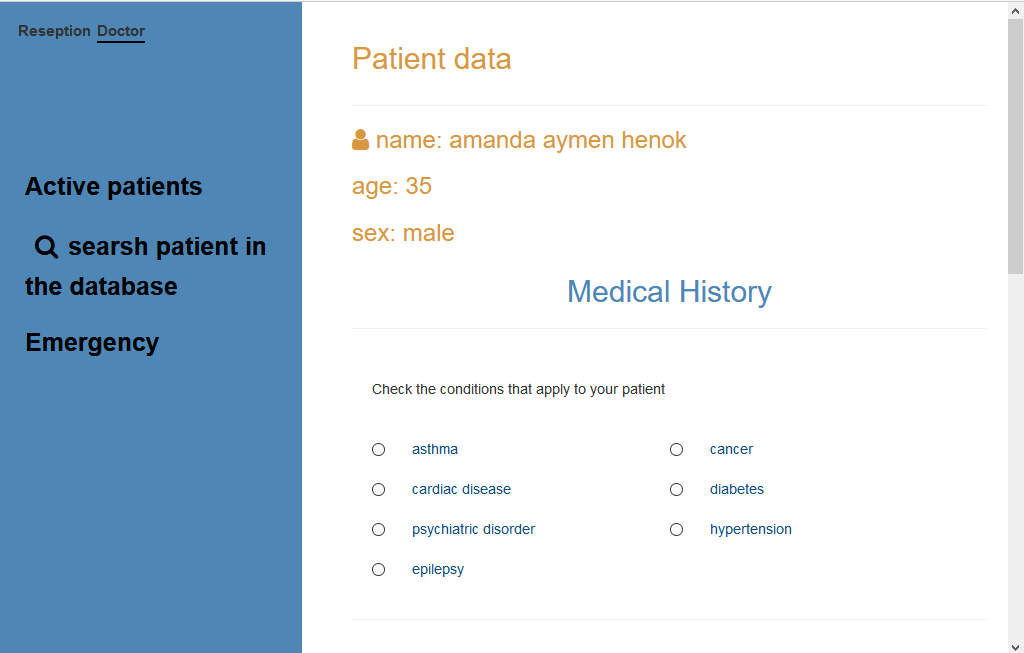 Reseption Doctor
Active patients
searsh patient in
the database
Emergency
Patient data
name: amanda aymen henok
age: 35
sex: male
Medical History
Check the conditions that apply to your patient
asthma cancer
cardiac disease diabetes
psychiatric disorder hypertension
epilepsy